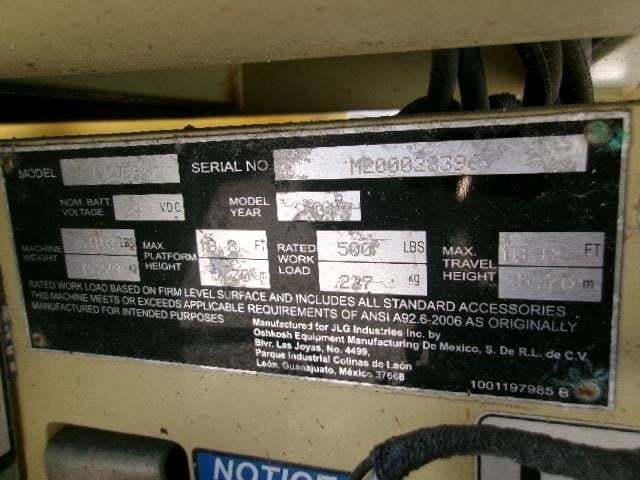 MODEL
SERIAL NO. M20002839
NOM. BATT. VOLTAGE VDC
MODEL YEAR
MACHINE WEIGHT LBS
MAX. PLATFORM HEIGHT FT
m
RATED WORK LOAD 500 LBS
227 kg
MAX. TRAVEL HEIGHT FT
m
RATED WORK LOAD BASED ON FIRM LEVEL SURFACE AND INCLUDES ALL STANDARD ACCESSORIES
THIS MACHINE MEETS OR EXCEEDS APPLICABLE REQUIREMENTS OF ANSI A92.6-2006 AS ORIGINALLY
MANUFACTURED FOR INTENDED PURPOSES
Manufactured for JLG Industries Inc. by
Oshkosh Equipment Manufacturing De Mexico, S. De R.L. de C.V.
Blvr. Las Joyas, No. 4499,
Parque Industrial Colinas de León
León, Guanajuato, México 37668
1001197985 B
NOTICE